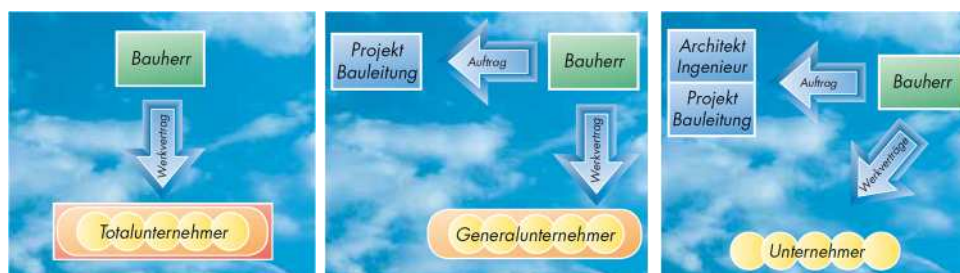 Bauherr
Werkvertrag
Totalunternehmer
Projekt
Bauleitung
Auftrag
Bauherr
Werkvertrag
Generalunternehmer
Architekt
Ingenieur
Projekt
Bauleitung
Auftrag
Bauherr
Werkverträge
Unternehmer